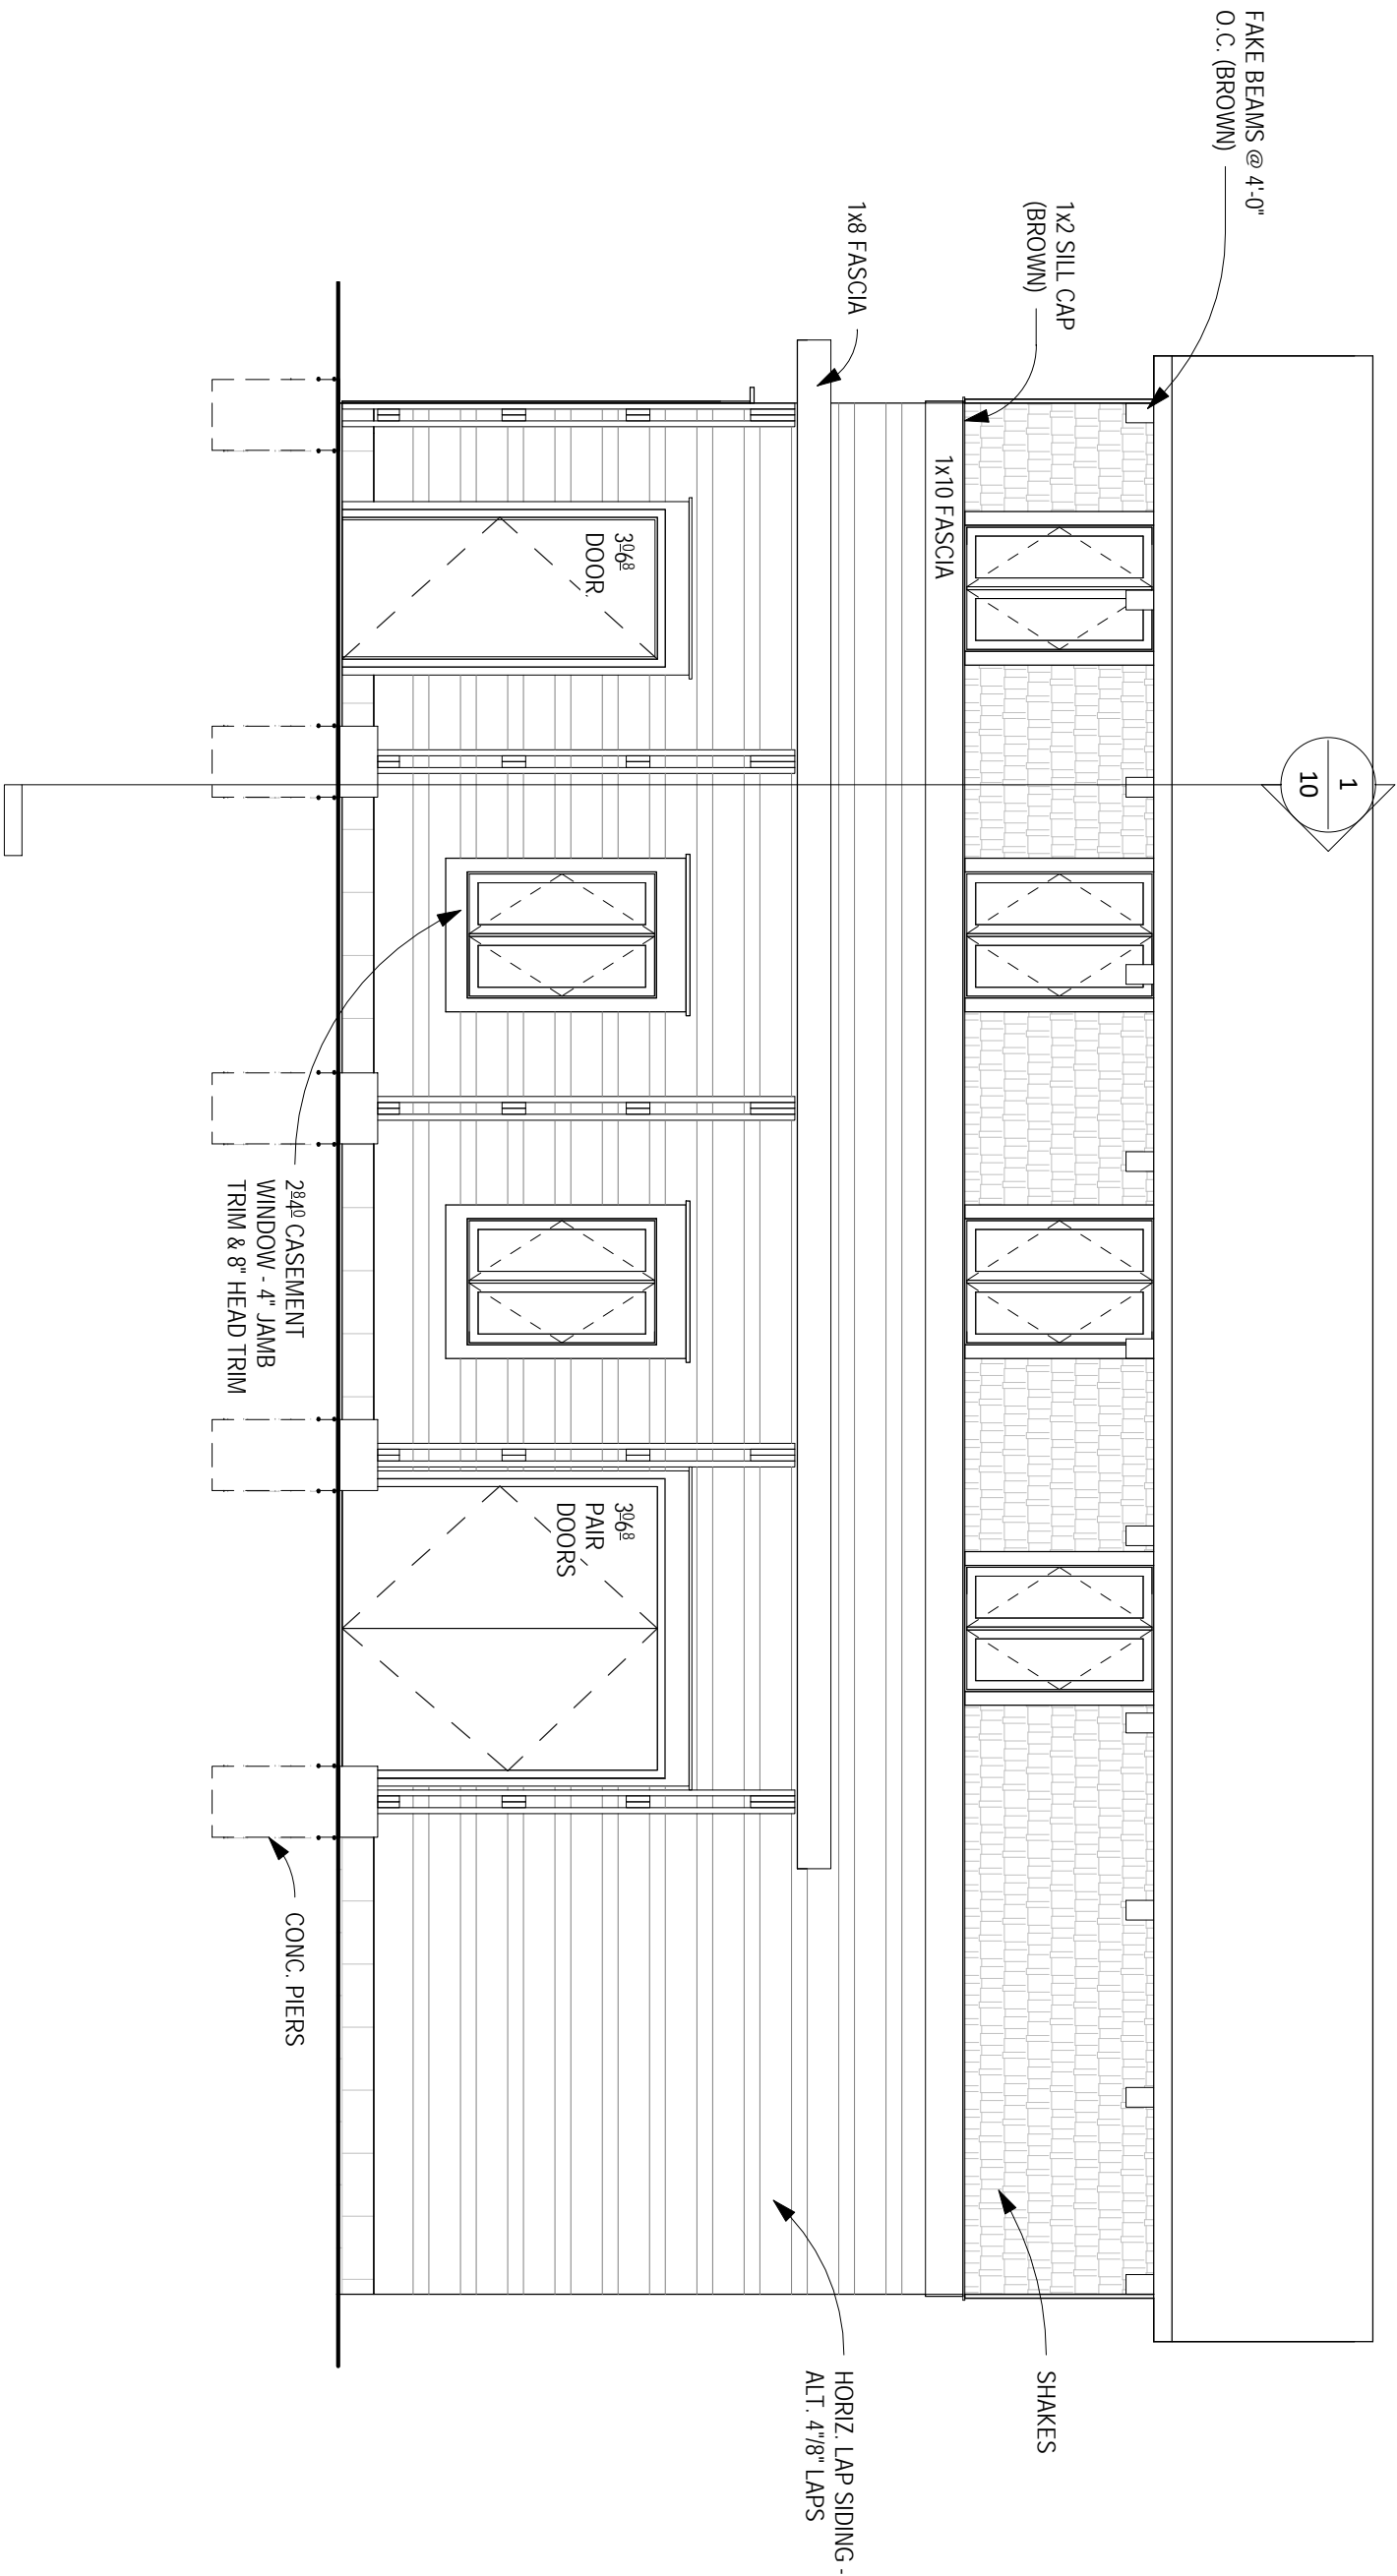 FAKE BEAMS @ 4'-0"
O.C. (BROWN)
1x2 SILL CAP
(BROWN)
1x8 FASCIA
1x10 FASCIA
1
10
3⁰6⁸
DOOR
2⁸4⁰ CASEMENT
WINDOW - 4" JAMB
TRIM & 8" HEAD TRIM
3⁰6⁸
PAIR
DOORS
CONC. PIERS
SHAKES
HORIZ. LAP SIDING -
ALT. 4"/8" LAPS